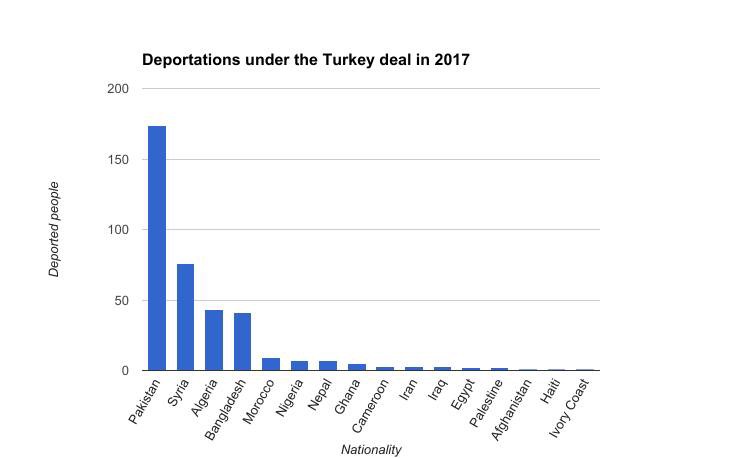 Deportations under the Turkey deal in 2017
200
150
100
50
0
Deported people
Pakistan
Syria
Algeria
Bangladesh
Morocco
Nigeria
Nepal
Ghana
Cameroon
Iran
Iraq
Egypt
Palestine
Afghanistan
Haiti
Ivory Coast
Nationality